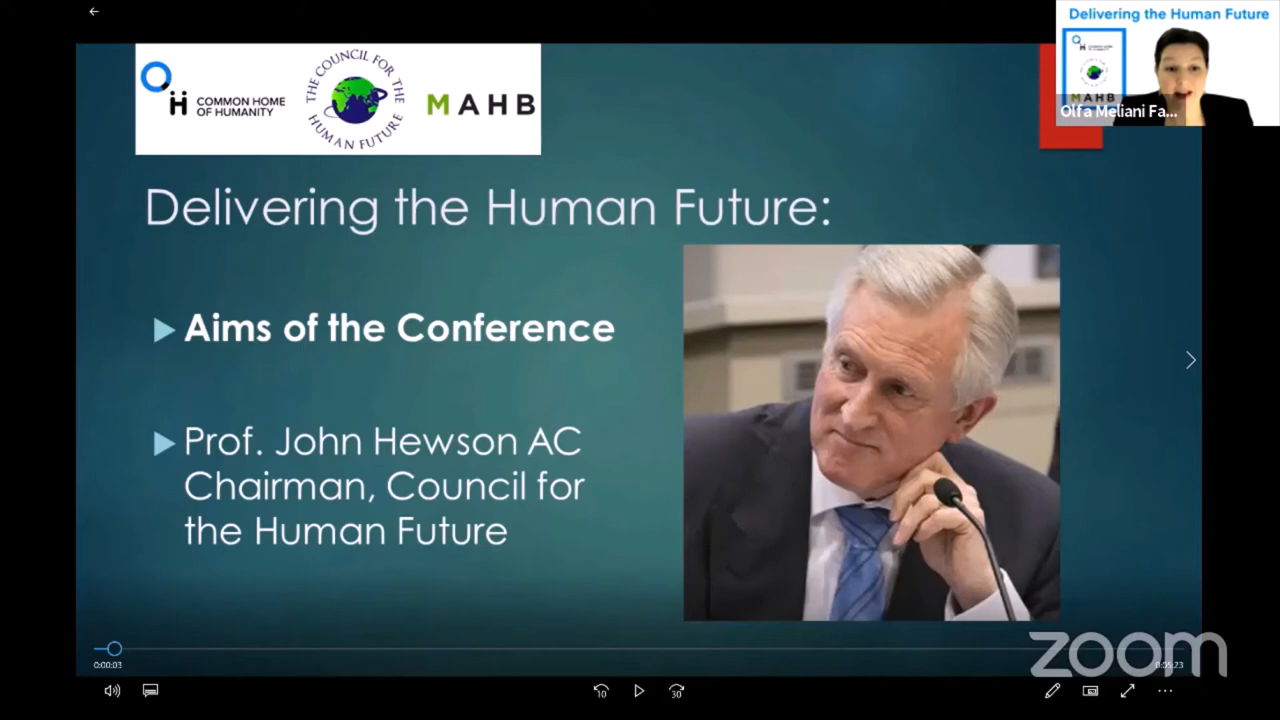 Delivering the Human Future
COMMON HOME
OF HUMANITY
THE COUNCIL FOR THE
HUMAN FUTURE
MAHB
MAHB
Olfa Meliani Fa...
Delivering the Human Future:
Aims of the Conference
Prof. John Hewson AC
Chairman, Council for
the Human Future
zoom
0:00:03
0:05:23
10
30